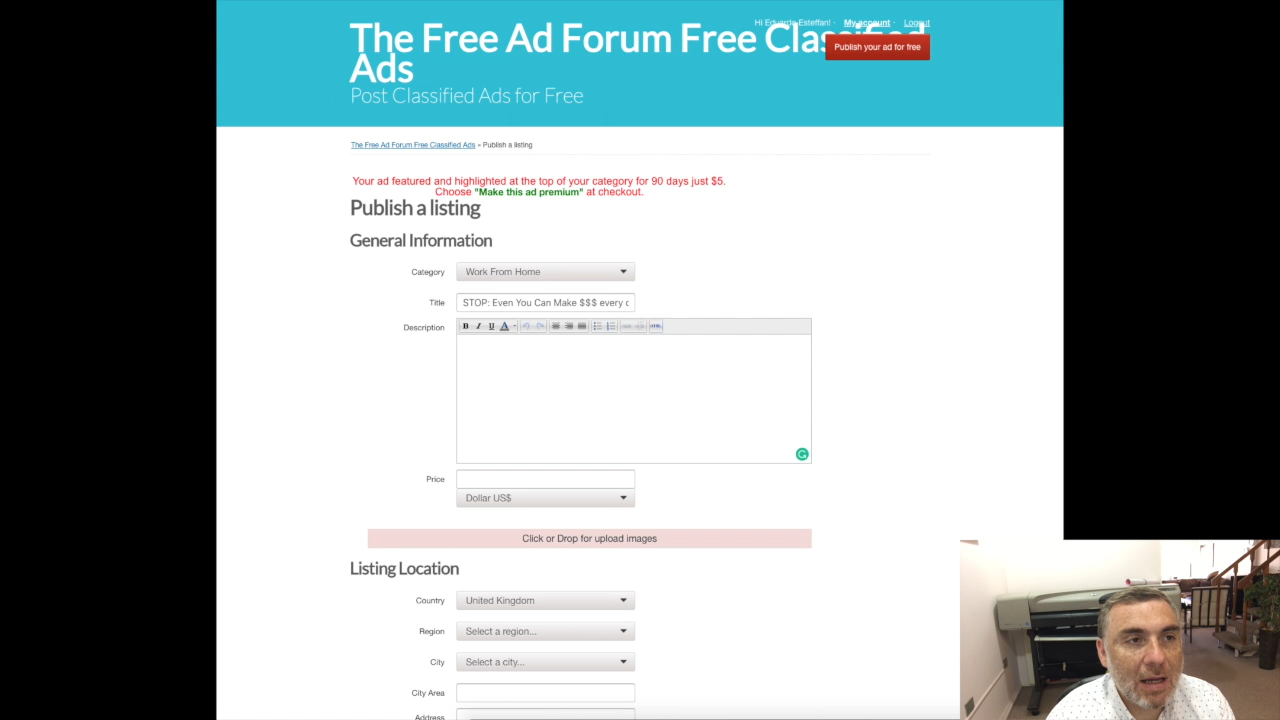 Hi Eduardo Esteffan! · My account · Logout
The Free Ad Forum Free Classified
Ads
Publish your ad for free
Post Classified Ads for Free
The Free Ad Forum Free Classified Ads » Publish a listing
Your ad featured and highlighted at the top of your category for 90 days just $5.
Choose "Make this ad premium" at checkout.
Publish a listing
General Information
Category Work From Home
Title STOP: Even You Can Make $$$ every
Description B I U A HTML
Price
Dollar US$
Click or Drop for upload images
Listing Location
Country United Kingdom
Region Select a region...
City Select a city...
City Area
Address